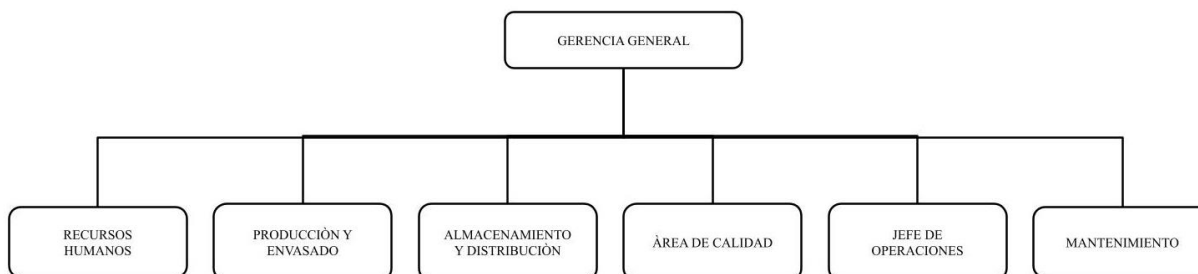 GERENCIA GENERAL
RECURSOS
HUMANOS
PRODUCCIÒN Y
ENVASADO
ALMACENAMIENTO
Y DISTRIBUCIÒN
ÀREA DE CALIDAD
JEFE DE
OPERACIONES
MANTENIMIENTO